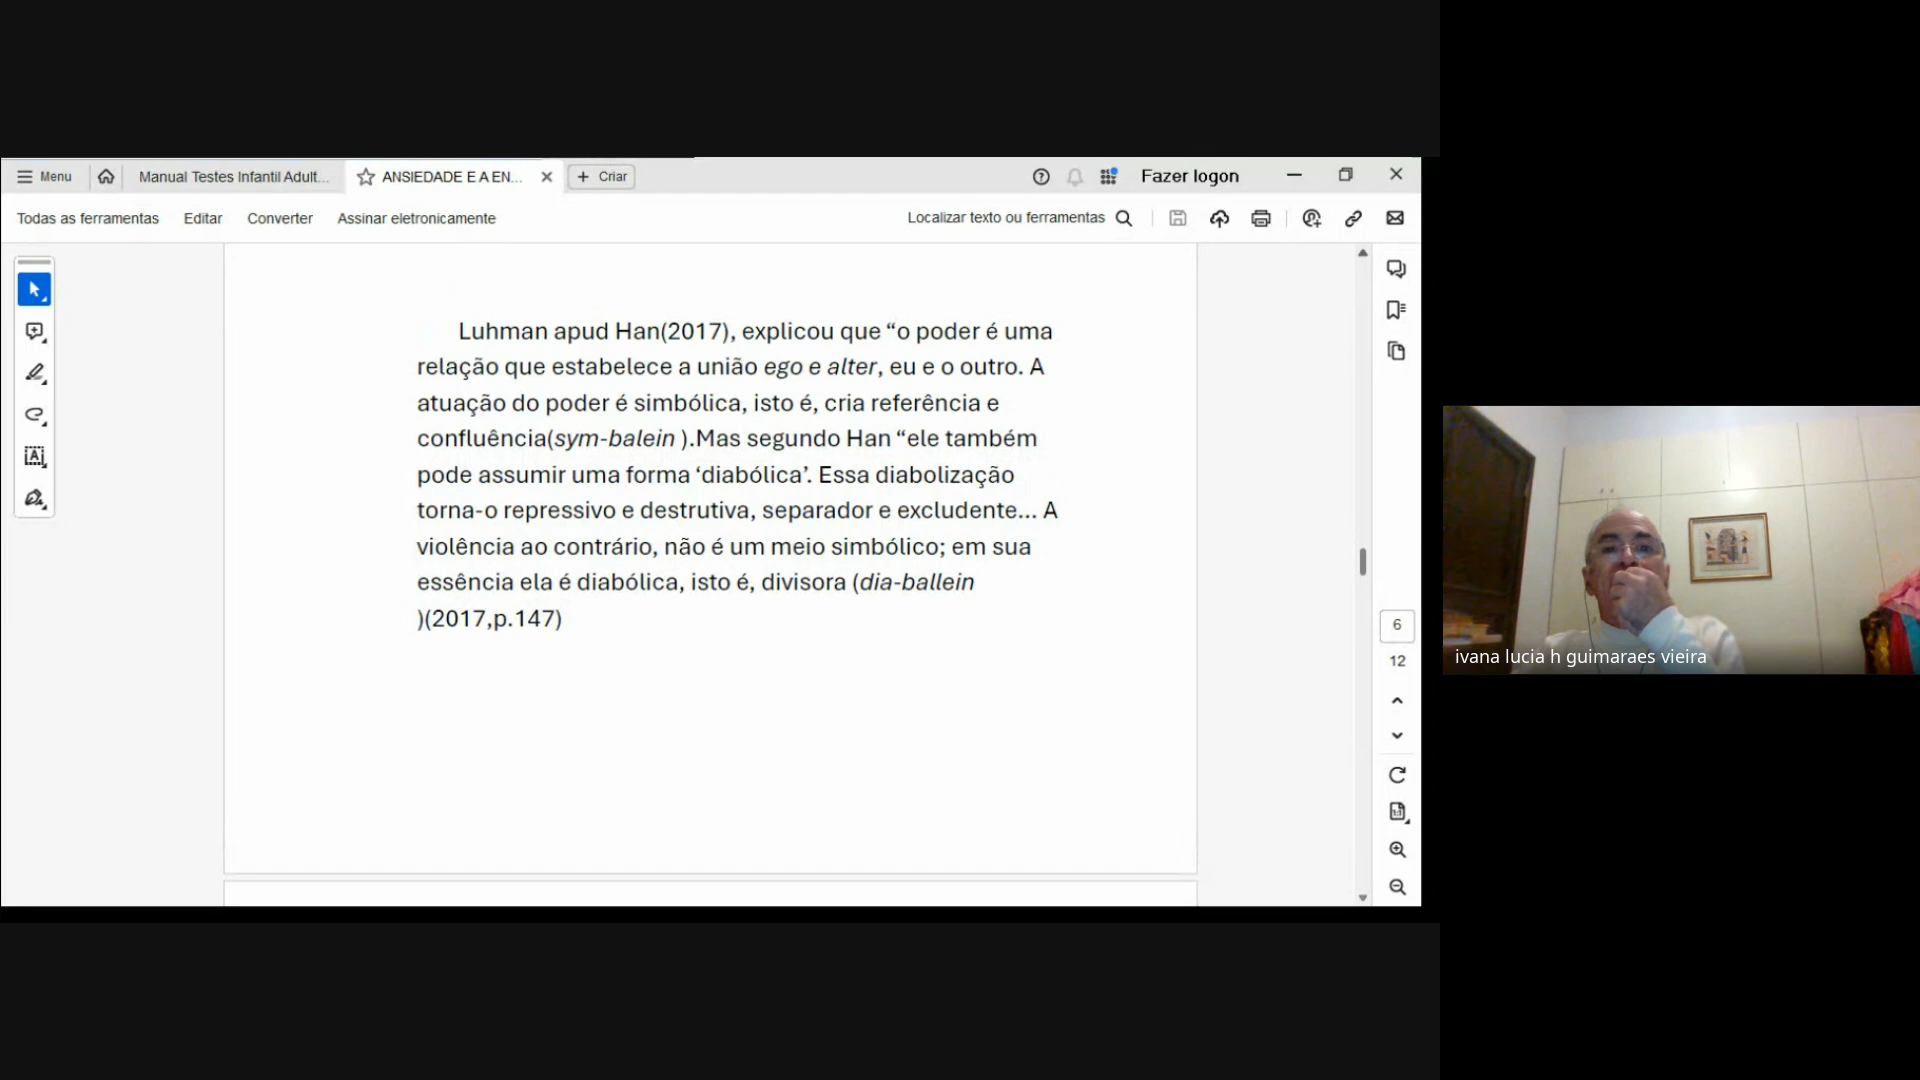 Menu
Manual Testes Infantil Adult...
ANSIEDADE E A EN...
Criar
Fazer logon
Todas as ferramentas
Editar
Converter
Assinar eletronicamente
Localizar texto ou ferramentas
Luhman apud Han(2017), explicou que “o poder é uma
relação que estabelece a união ego e alter, eu e o outro. A
atuação do poder é simbólica, isto é, cria referência e
confluência(sym-balein ).Mas segundo Han “ele também
pode assumir uma forma ‘diabólica’. Essa diabolização
torna-o repressivo e destrutiva, separador e excludente... A
violência ao contrário, não é um meio simbólico; em sua
essência ela é diabólica, isto é, divisora (dia-ballein
)(2017,p.147)
6
12
ivana lucia h guimaraes vieira